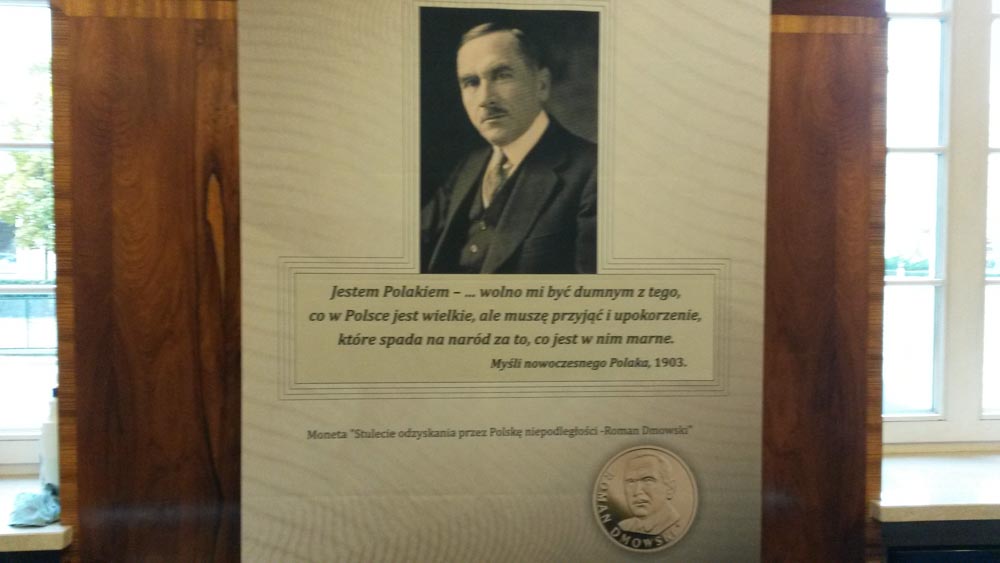 Jestem Polakiem – ... wolno mi być dumnym z tego,
co w Polsce jest wielkie, ale muszę przyjąć i upokorzenie,
które spada na naród za to, co jest w nim marne.
Myśli nowoczesnego Polaka, 1903.
Moneta "Stulecie odzyskania przez Polskę niepodległości -Roman Dmowski"
ROMAN DMOWSKI